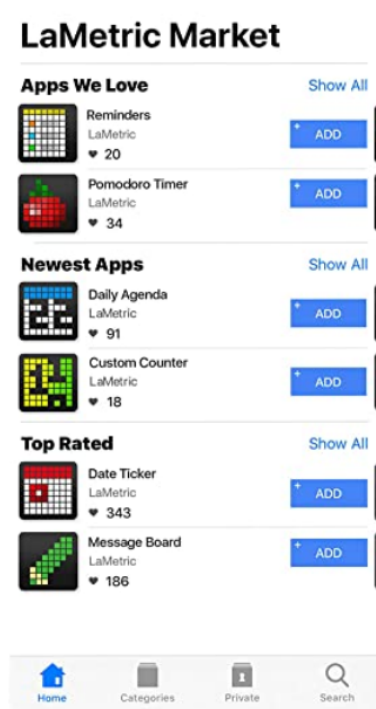 LaMetric Market
Apps We Love Show All
Reminders
LaMetric
20
+ ADD
Pomodoro Timer
LaMetric
34
+ ADD
Newest Apps Show All
Daily Agenda
LaMetric
91
+ ADD
Custom Counter
LaMetric
18
+ ADD
Top Rated Show All
Date Ticker
LaMetric
343
+ ADD
Message Board
LaMetric
186
+ ADD
Home Categories Private Search